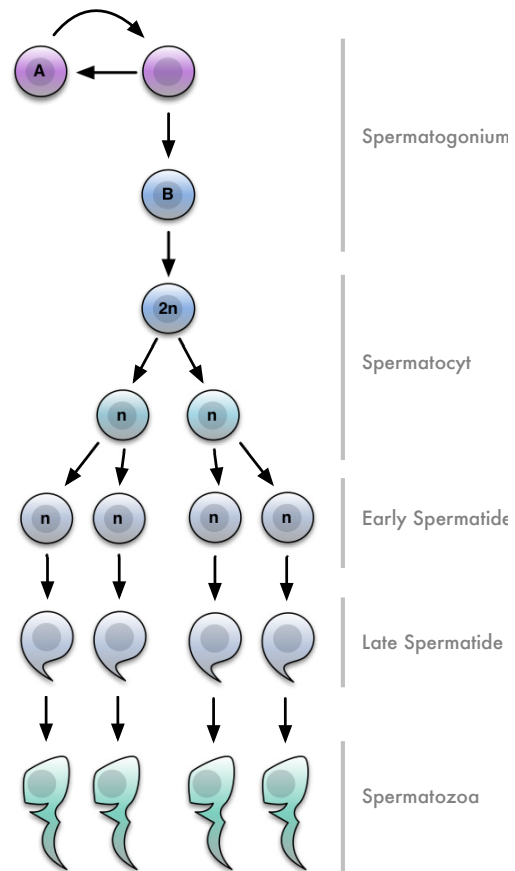 A
Spermatogonium
B
2n
Spermatocyt
n n
n n n n
Early Spermatide
Late Spermatide
Spermatozoa